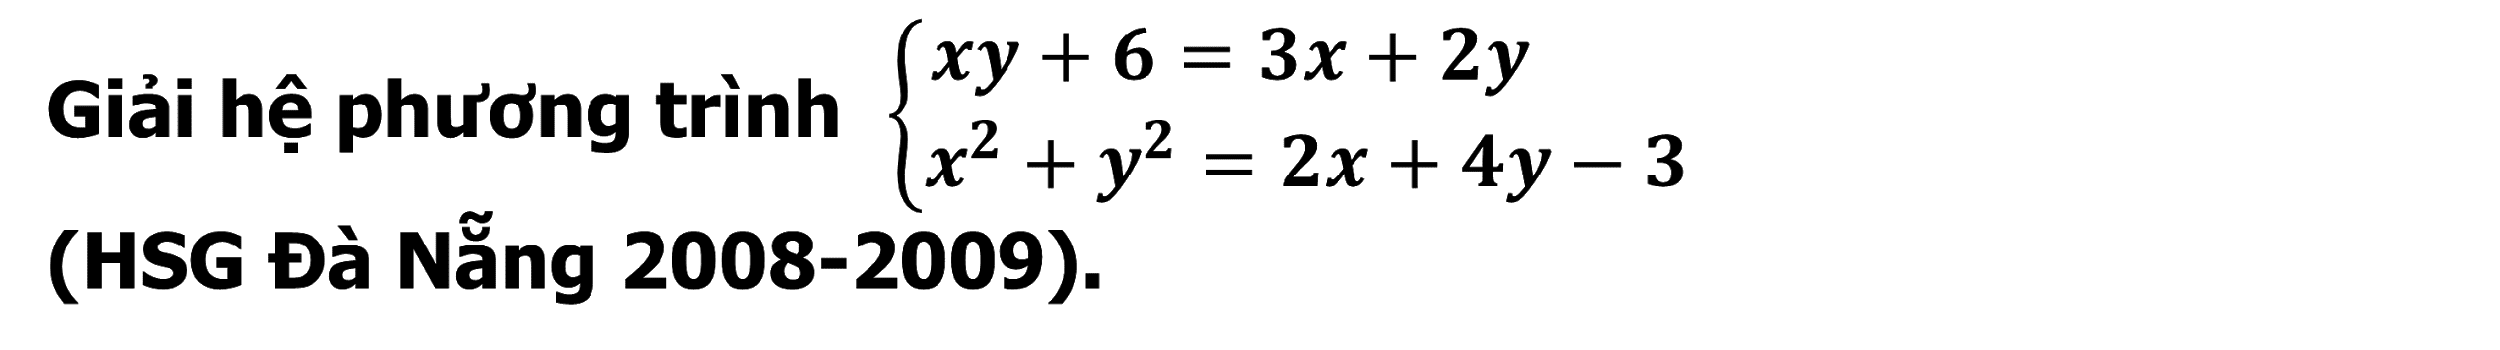 Giải hệ phương trình { xy + 6 = 3x + 2y
x² + y² = 2x + 4y − 3
(HSG Đà Nẵng 2008-2009).